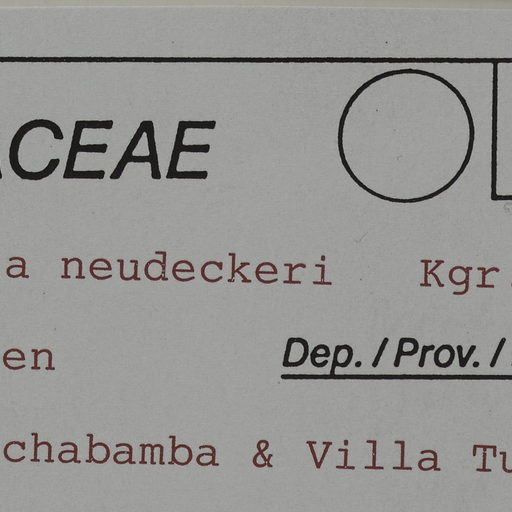 ACEAE
a neudeckeri Kgr.
en Dep. / Prov. /
chabamba & Villa Tu